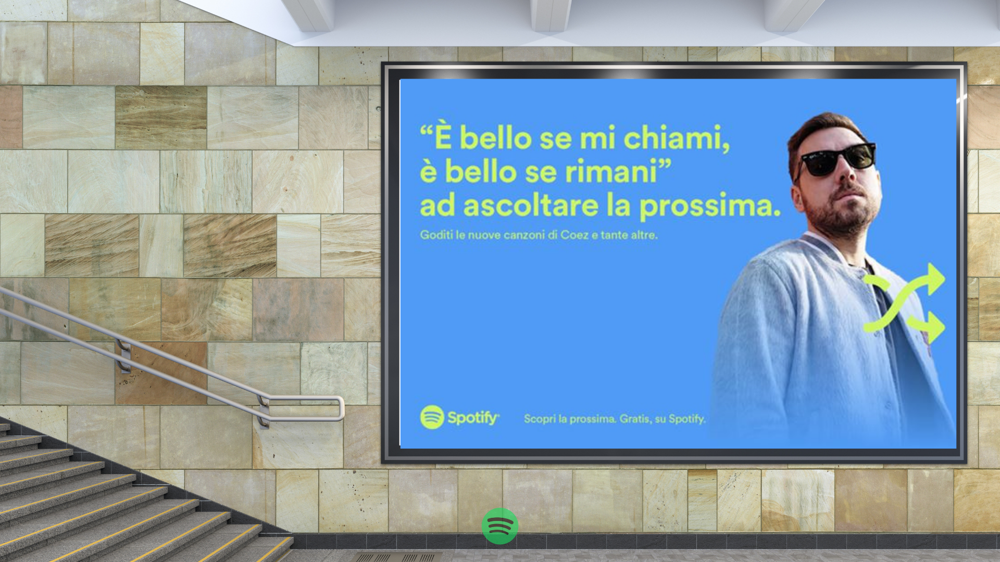 “È bello se mi chiami,
è bello se rimani”
ad ascoltare la prossima.
Goditi le nuove canzoni di Coez e tante altre.
Spotify®
Scopri la prossima. Gratis, su Spotify.